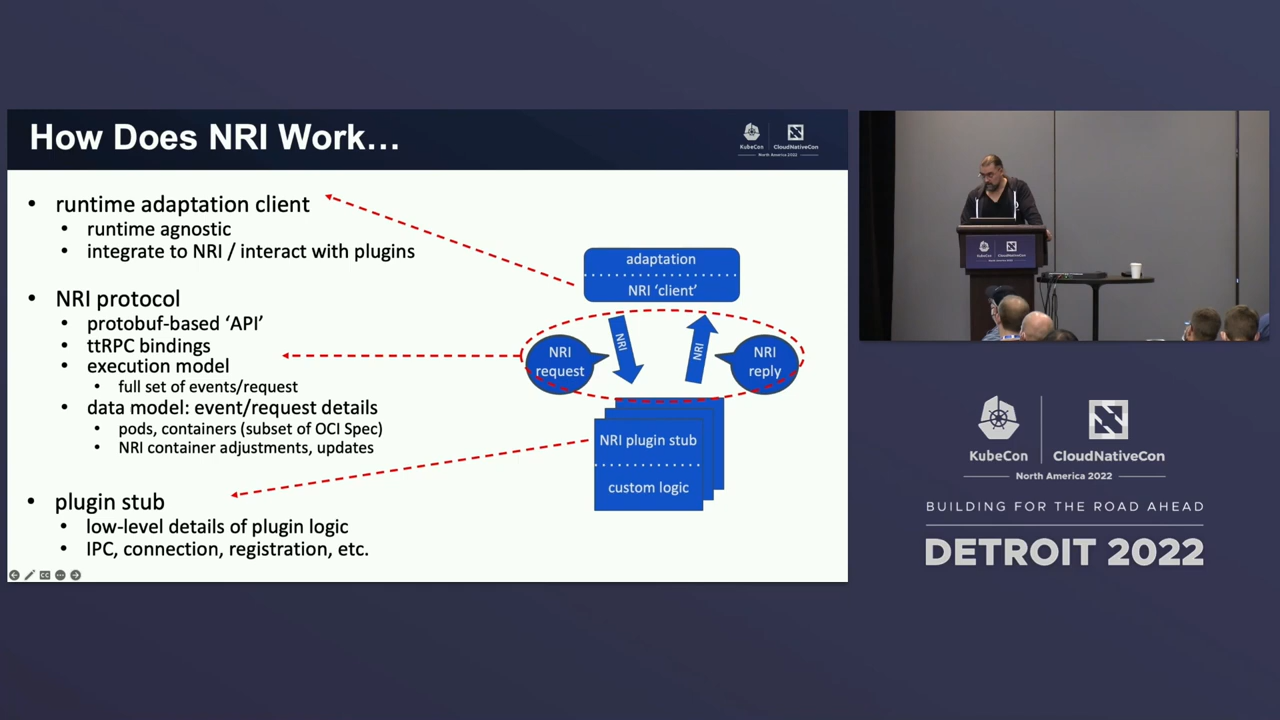 How Does NRI Work...
KubeCon
CloudNativeCon
North America 2022
• runtime adaptation client
• runtime agnostic
• integrate to NRI / interact with plugins
• NRI protocol
• protobuf-based ‘API’
• ttRPC bindings
• execution model
• full set of events/request
• data model: event/request details
• pods, containers (subset of OCI Spec)
• NRI container adjustments, updates
• plugin stub
• low-level details of plugin logic
• IPC, connection, registration, etc.
adaptation
NRI ‘client’
NRI
NRI
NRI
request
NRI
reply
NRI plugin stub
custom logic
KubeCon
CloudNativeCon
North America 2022
BUILDING FOR THE ROAD AHEAD
DETROIT 2022